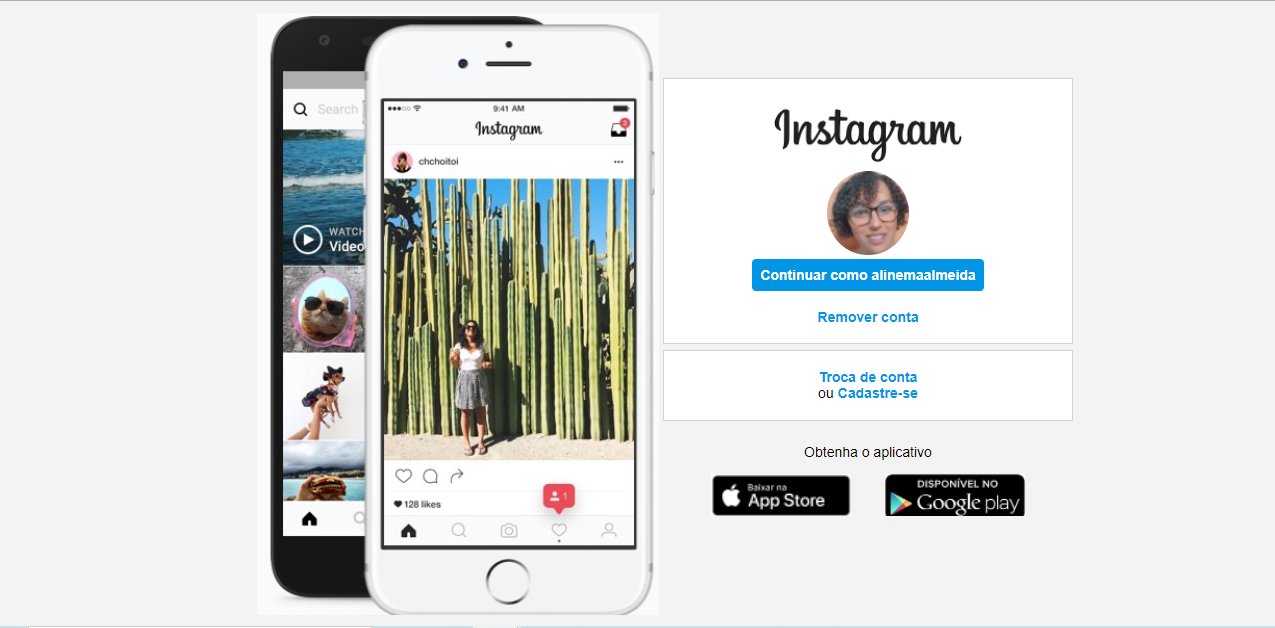 Search
WATCH
Video
9:41 AM
Instagram
2
chchoitoi
128 likes
1
Instagram
Continuar como alinemaalmeida
Remover conta
Troca de conta
ou Cadastre-se
Obtenha o aplicativo
Baixar na
App Store
DISPONÍVEL NO
Google play